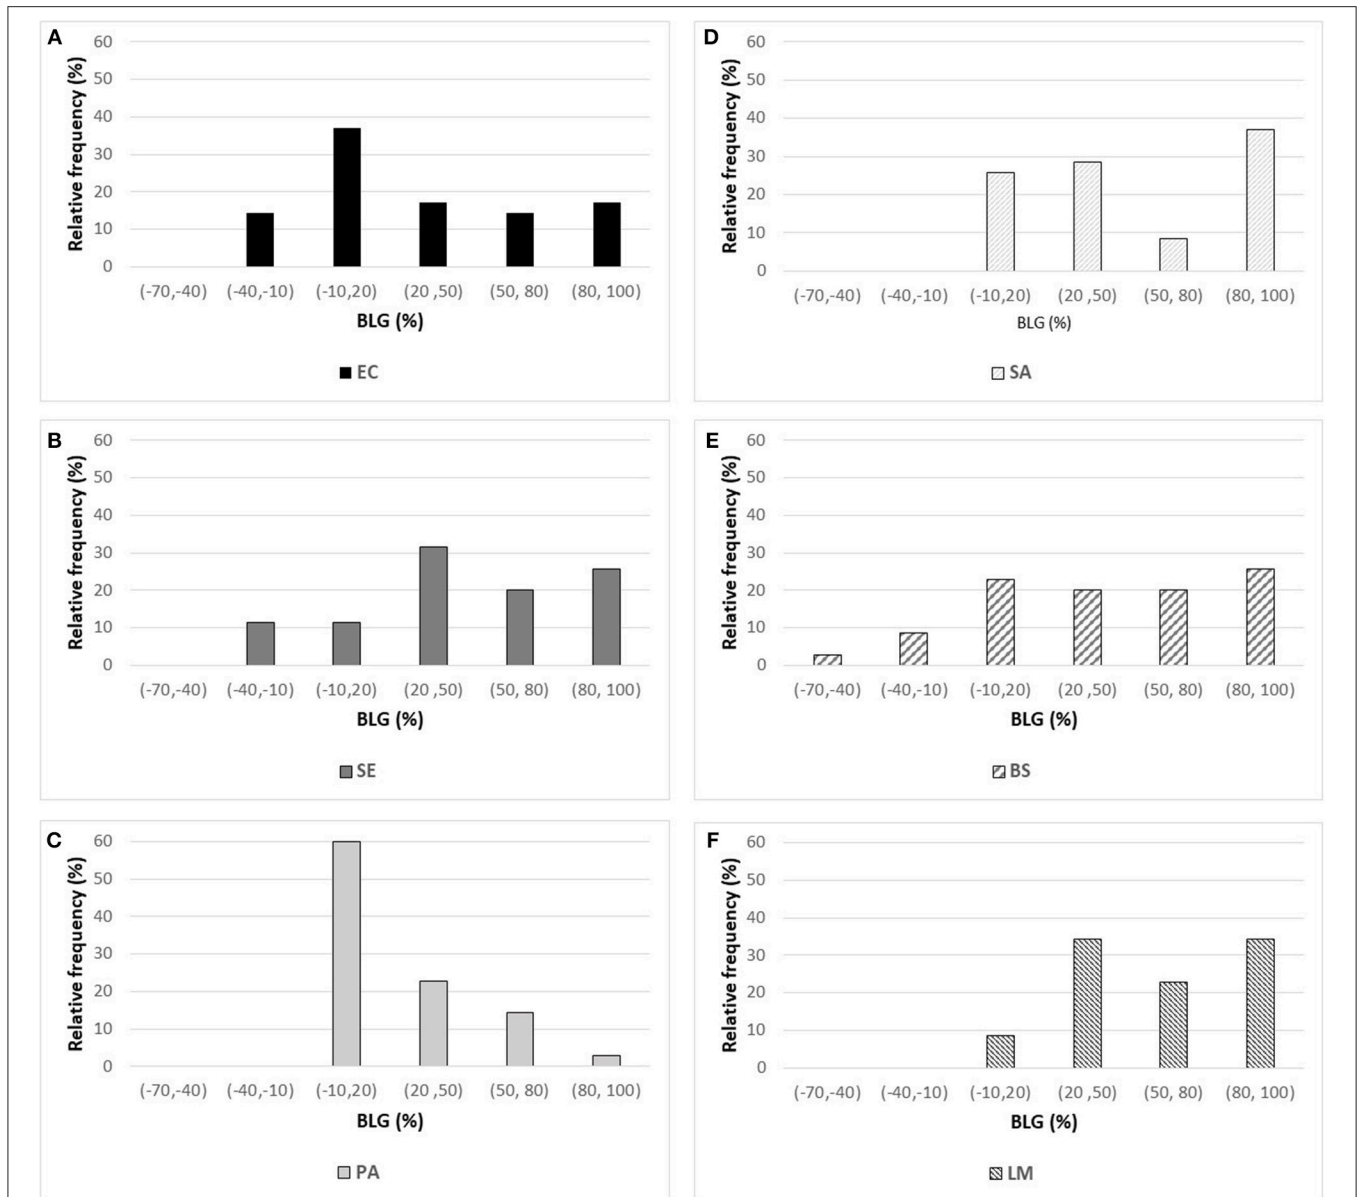 A
Relative frequency (%)
60
50
40
30
20
10
0
(-70,-40) (-40,-10) (-10,20) (20 ,50) (50, 80) (80, 100)
BLG (%)
EC
B
Relative frequency (%)
60
50
40
30
20
10
0
(-70,-40) (-40,-10) (-10,20) (20 ,50) (50, 80) (80, 100)
BLG (%)
SE
C
Relative frequency (%)
60
50
40
30
20
10
0
(-70,-40) (-40,-10) (-10,20) (20 ,50) (50, 80) (80, 100)
BLG (%)
PA
D
Relative frequency (%)
60
50
40
30
20
10
0
(-70,-40) (-40,-10) (-10,20) (20 ,50) (50, 80) (80, 100)
BLG (%)
SA
E
Relative frequency (%)
60
50
40
30
20
10
0
(-70,-40) (-40,-10) (-10,20) (20 ,50) (50, 80) (80, 100)
BLG (%)
BS
F
Relative frequency (%)
60
50
40
30
20
10
0
(-70,-40) (-40,-10) (-10,20) (20 ,50) (50, 80) (80, 100)
BLG (%)
LM